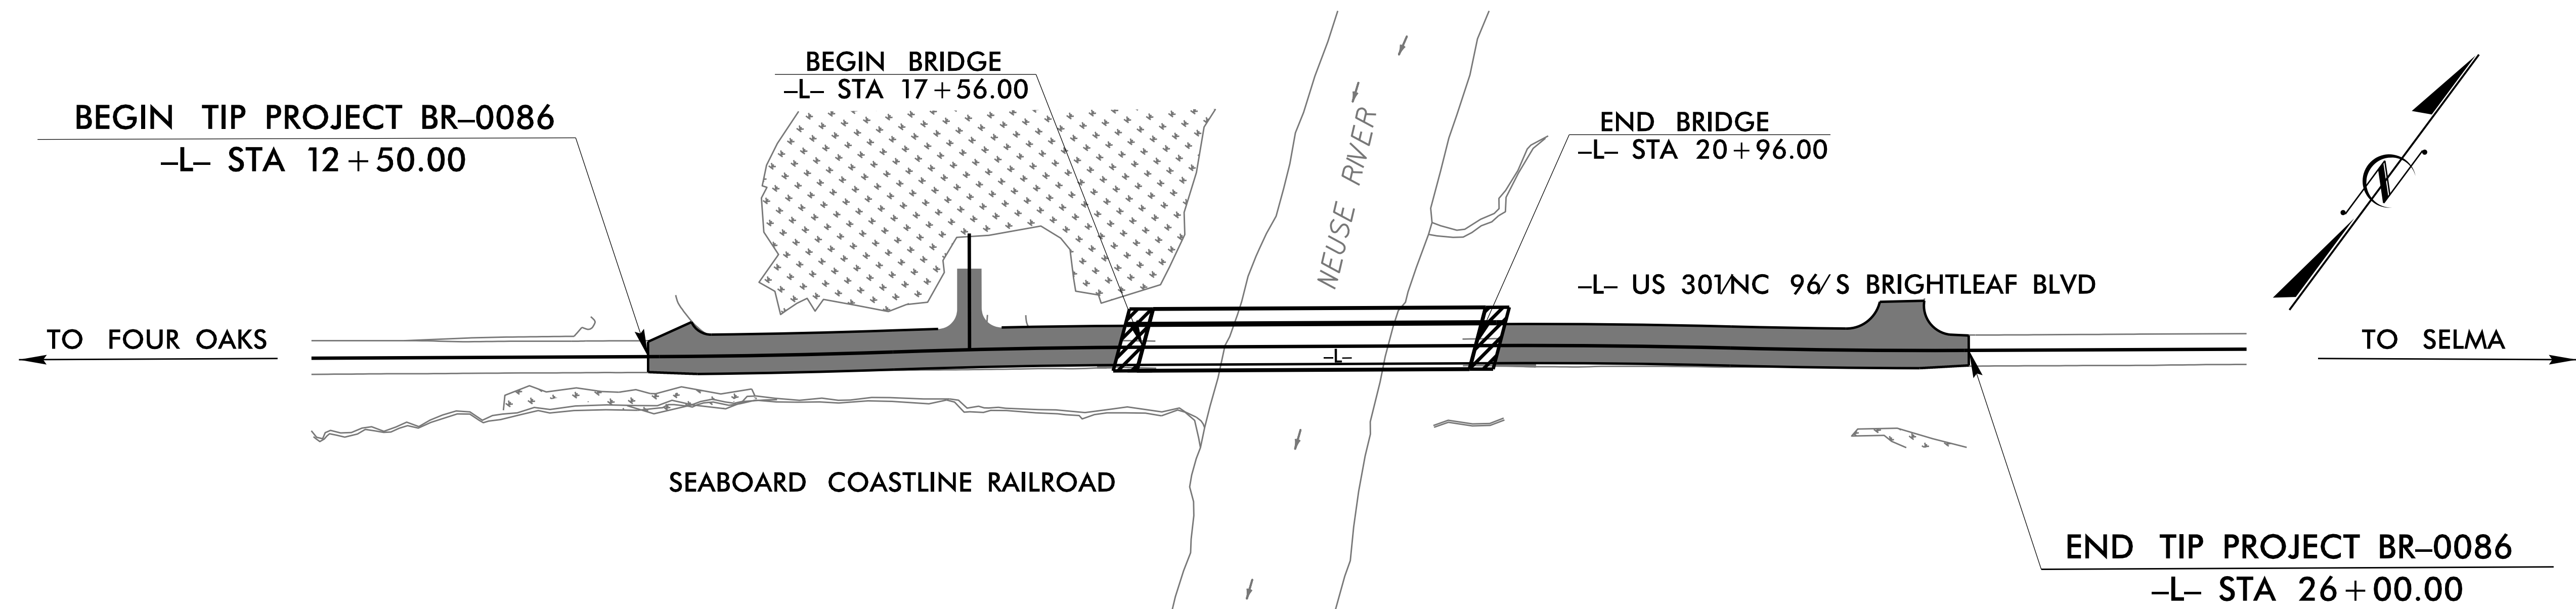 BEGIN BRIDGE
–L– STA 17+56.00
BEGIN TIP PROJECT BR–0086
–L– STA 12+50.00
END BRIDGE
–L– STA 20+96.00
NEUSE RIVER
N
–L– US 301/NC 96/ S BRIGHTLEAF BLVD
TO FOUR OAKS
–L–
TO SELMA
SEABOARD COASTLINE RAILROAD
END TIP PROJECT BR–0086
–L– STA 26+00.00